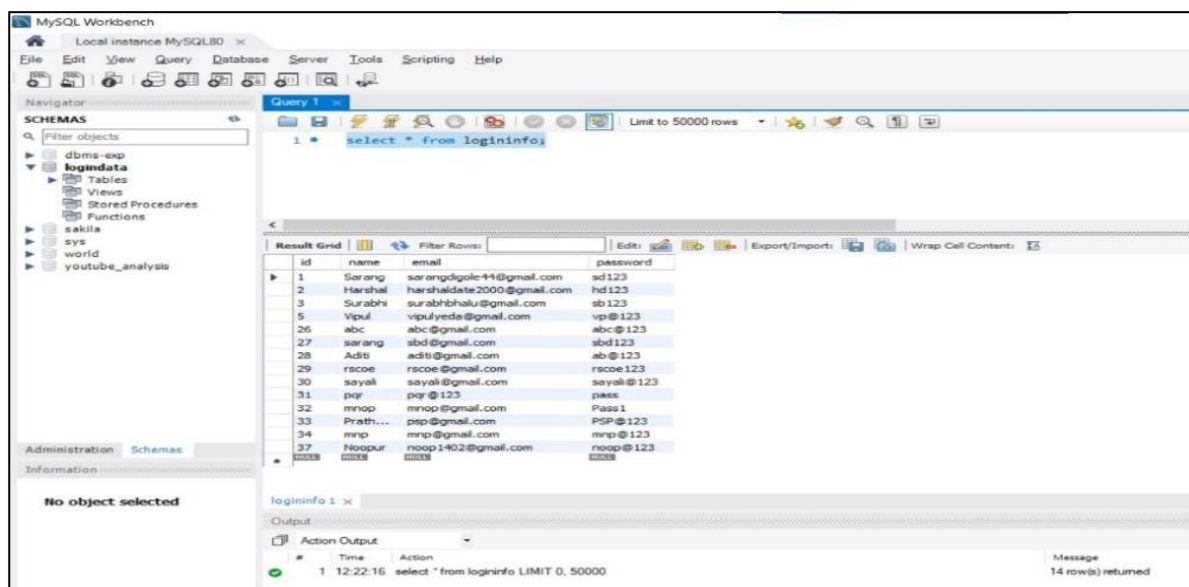 MySQL Workbench
Local instance MySQL80 ×
File Edit View Query Database Server Tools Scripting Help
Navigator
SCHEMAS
Filter objects
dbms-exp
logindata
Tables
Views
Stored Procedures
Functions
sakila
sys
world
youtube_analysis
Administration Schemas
Information
No object selected
Query 1 ×
Limit to 50000 rows
1 select * from logininfo;
Result Grid Filter Rows: Edit: Export/Import: Wrap Cell Content:
id name email password
1 Sarang sarangdigole44@gmail.com sd123
2 Harshal harshaldate2000@gmail.com hd123
3 Surabhi surabhbhalu@gmail.com sb123
5 Vipul vipulyeda@gmail.com vp@123
26 abc abc@gmail.com abc@123
27 sarang sbd@gmail.com sbd123
28 Aditi aditi@gmail.com ab@123
29 rscoe rscoe@gmail.com rscoe123
30 sayali sayali@gmail.com sayali@123
31 pqr pqr@123 pass
32 mnop mnop@gmail.com Pass1
33 Prath... psp@gmail.com PSP@123
34 mnp mnp@gmail.com mnp@123
37 Noopur noop1402@gmail.com noop@123
NULL NULL NULL NULL
logininfo 1 ×
Output
Action Output
# Time Action Message
1 12:22:16 select * from logininfo LIMIT 0, 50000 14 row(s) returned